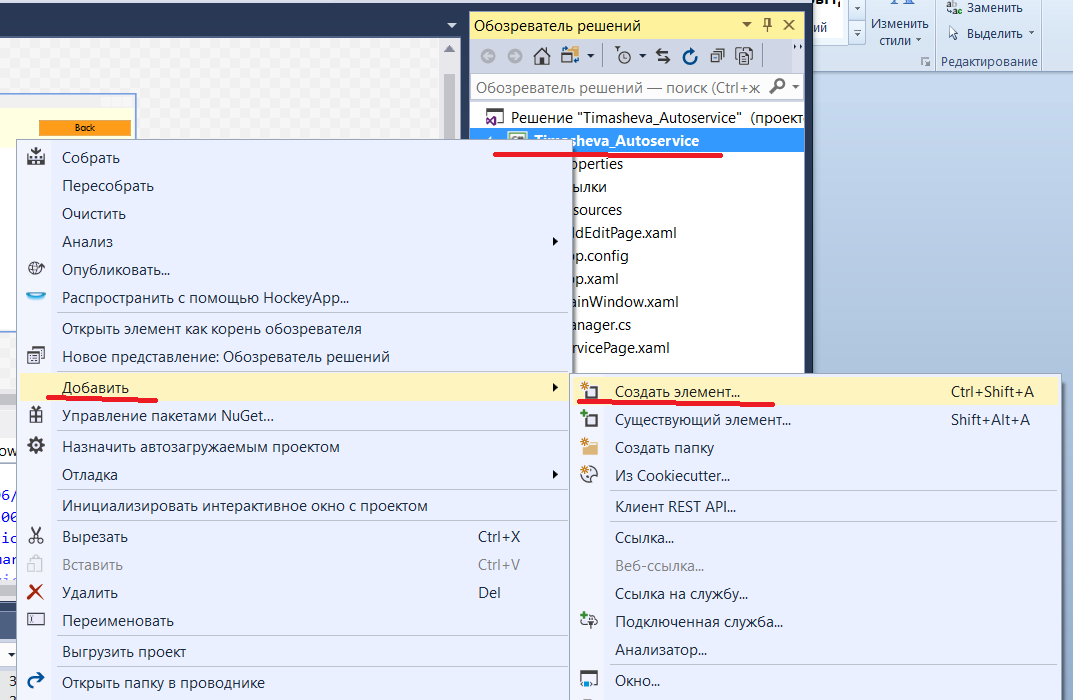 Обозреватель решений
Заменить
ий
Изменить
стили
Выделить
Редактирование
Обозреватель решений — поиск (Ctrl+ж
Решение "Timasheva_Autoservice" (проект
Timasheva_Autoservice
Back
operties
ылки
sources
ldEditPage.xaml
pp.config
pp.xaml
ainWindow.xaml
anager.cs
rvicePage.xaml
Собрать
Пересобрать
Очистить
Анализ
Опубликовать...
Распространить с помощью HockeyApp...
Открыть элемент как корень обозревателя
Новое представление: Обозреватель решений
Добавить
Управление пакетами NuGet...
Назначить автозагружаемым проектом
Отладка
Инициализировать интерактивное окно с проектом
Вырезать Ctrl+X
Вставить Ctrl+V
Удалить Del
Переименовать
Выгрузить проект
Открыть папку в проводнике
Создать элемент... Ctrl+Shift+A
Существующий элемент... Shift+Alt+A
Создать папку
Из Cookiecutter...
Клиент REST API...
Ссылка...
Веб-ссылка...
Ссылка на службу...
Подключенная служба...
Анализатор...
Окно...